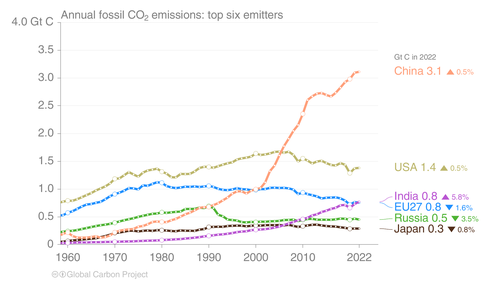 Annual fossil CO₂ emissions: top six emitters
4.0 Gt C
3.5
3.0
2.5
2.0
1.5
1.0
0.5
0
1960 1970 1980 1990 2000 2010 2022
Gt C in 2022
China 3.1 ▲ 0.5%
USA 1.4 ▲ 0.5%
India 0.8 ▲ 5.8%
EU27 0.8 ▼ 1.6%
Russia 0.5 ▼ 3.5%
Japan 0.3 ▼ 0.8%
Global Carbon Project